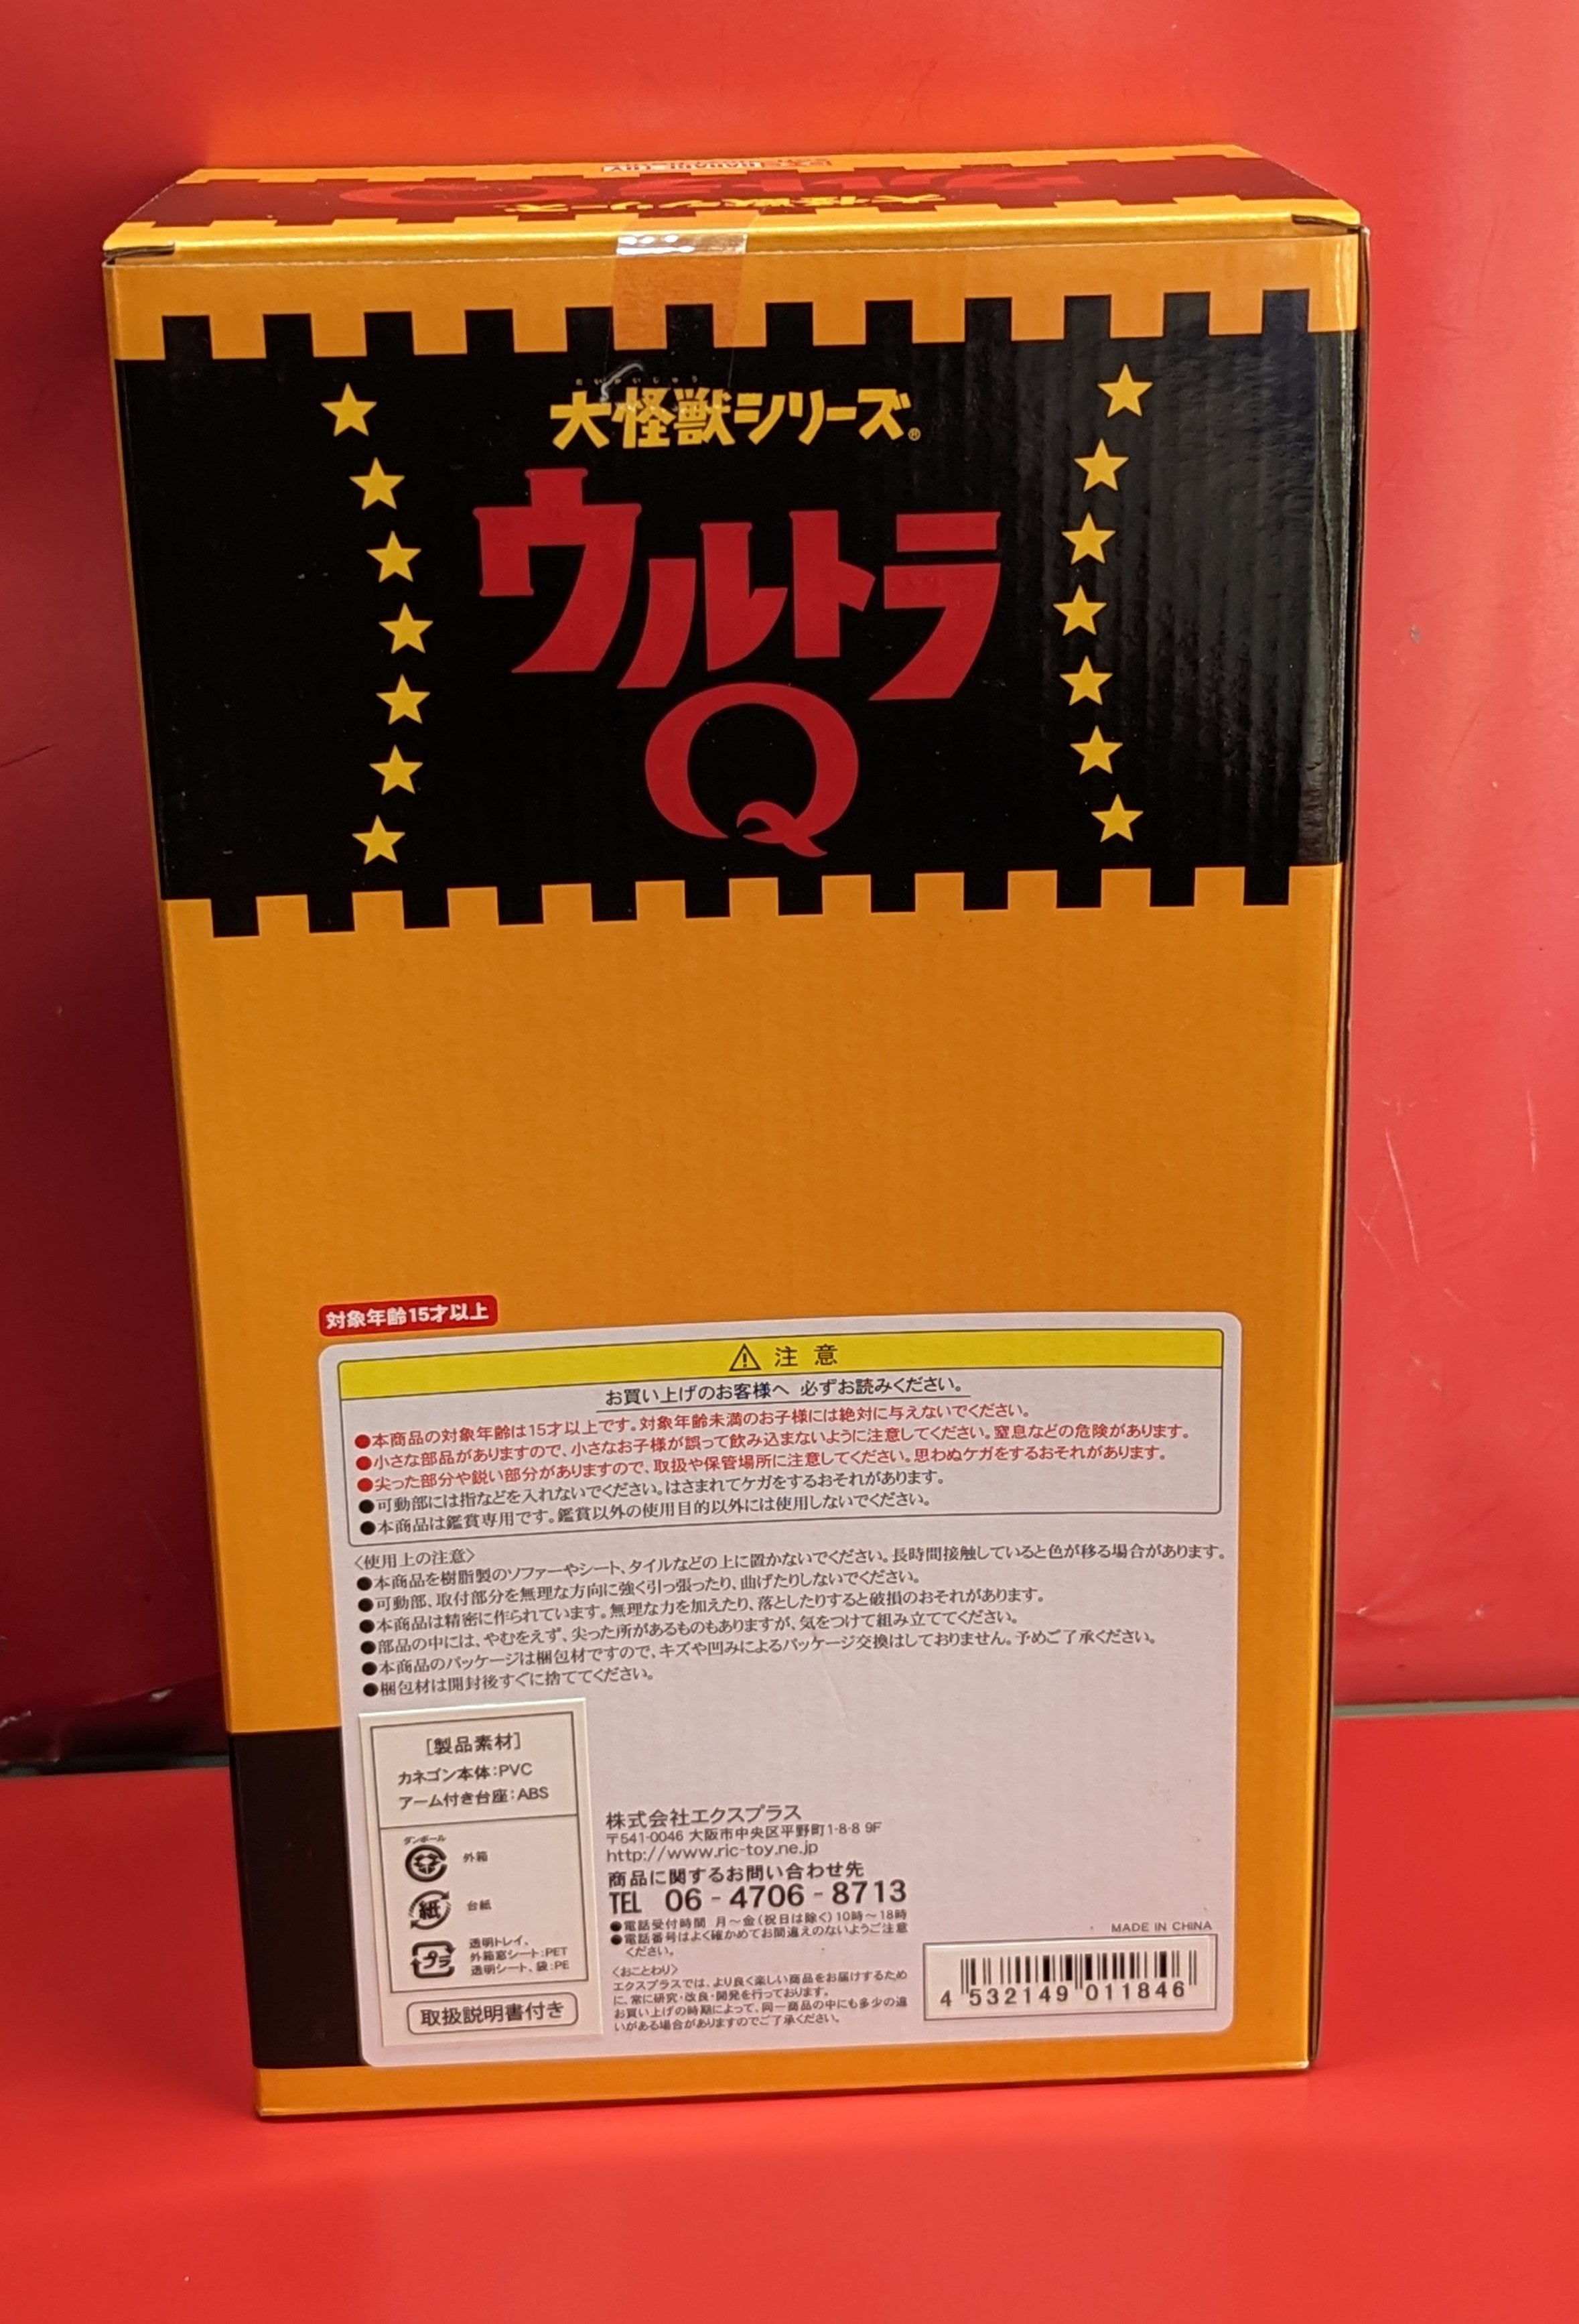 大怪獣シリーズ
ウルトラQ
だいかいじゅう
大怪獣シリーズ®
ウルトラ
Q
対象年齢15才以上
注意
お買い上げのお客様へ 必ずお読みください。
●本商品の対象年齢は15才以上です。対象年齢未満のお子様には絶対に与えないでください。
●小さな部品がありますので、小さなお子様が誤って飲み込まないように注意してください。窒息などの危険があります。
●尖った部分や鋭い部分がありますので、取扱や保管場所に注意してください。思わぬケガをするおそれがあります。
●可動部には指などを入れないでください。はさまれてケガをするおそれがあります。
●本商品は鑑賞専用です。鑑賞以外の使用目的以外には使用しないでください。
〈使用上の注意〉
●本商品を樹脂製のソファーやシート、タイルなどの上に置かないでください。長時間接触していると色が移る場合があります。
●可動部、取付部分を無理な方向に強く引っ張ったり、曲げたりしないでください。
●本商品は精密に作られています。無理な力を加えたり、落としたりすると破損のおそれがあります。
●部品の中には、やむをえず、尖った所があるものもありますが、気をつけて組み立ててください。
●本商品のパッケージは梱包材ですので、キズや凹みによるパッケージ交換はしておりません。予めご了承ください。
●梱包材は開封後すぐに捨ててください。
[製品素材]
カネゴン本体:PVC
アーム付き台座:ABS
ダンボール
外箱
紙
台紙
プラ
透明トレイ、
外箱窓シート:PET
透明シート、袋:PE
取扱説明書付き
株式会社エクスプラス
〒541-0046 大阪市中央区平野町1-8-8 9F
http://www.ric-toy.ne.jp
商品に関するお問い合わせ先
TEL 06-4706-8713
●電話受付時間 月～金(祝日は除く)10時～18時
●電話番号はよく確かめてお間違えのないようご注意
ください。
〈おことわり〉
エクスプラスでは、より良く楽しい商品をお届けするため
に、常に研究・改良・開発を行っております。
お買い上げの時期によって、同一商品の中にも多少の違
いがある場合がありますのでご了承ください。
MADE IN CHINA
4 532149 011846